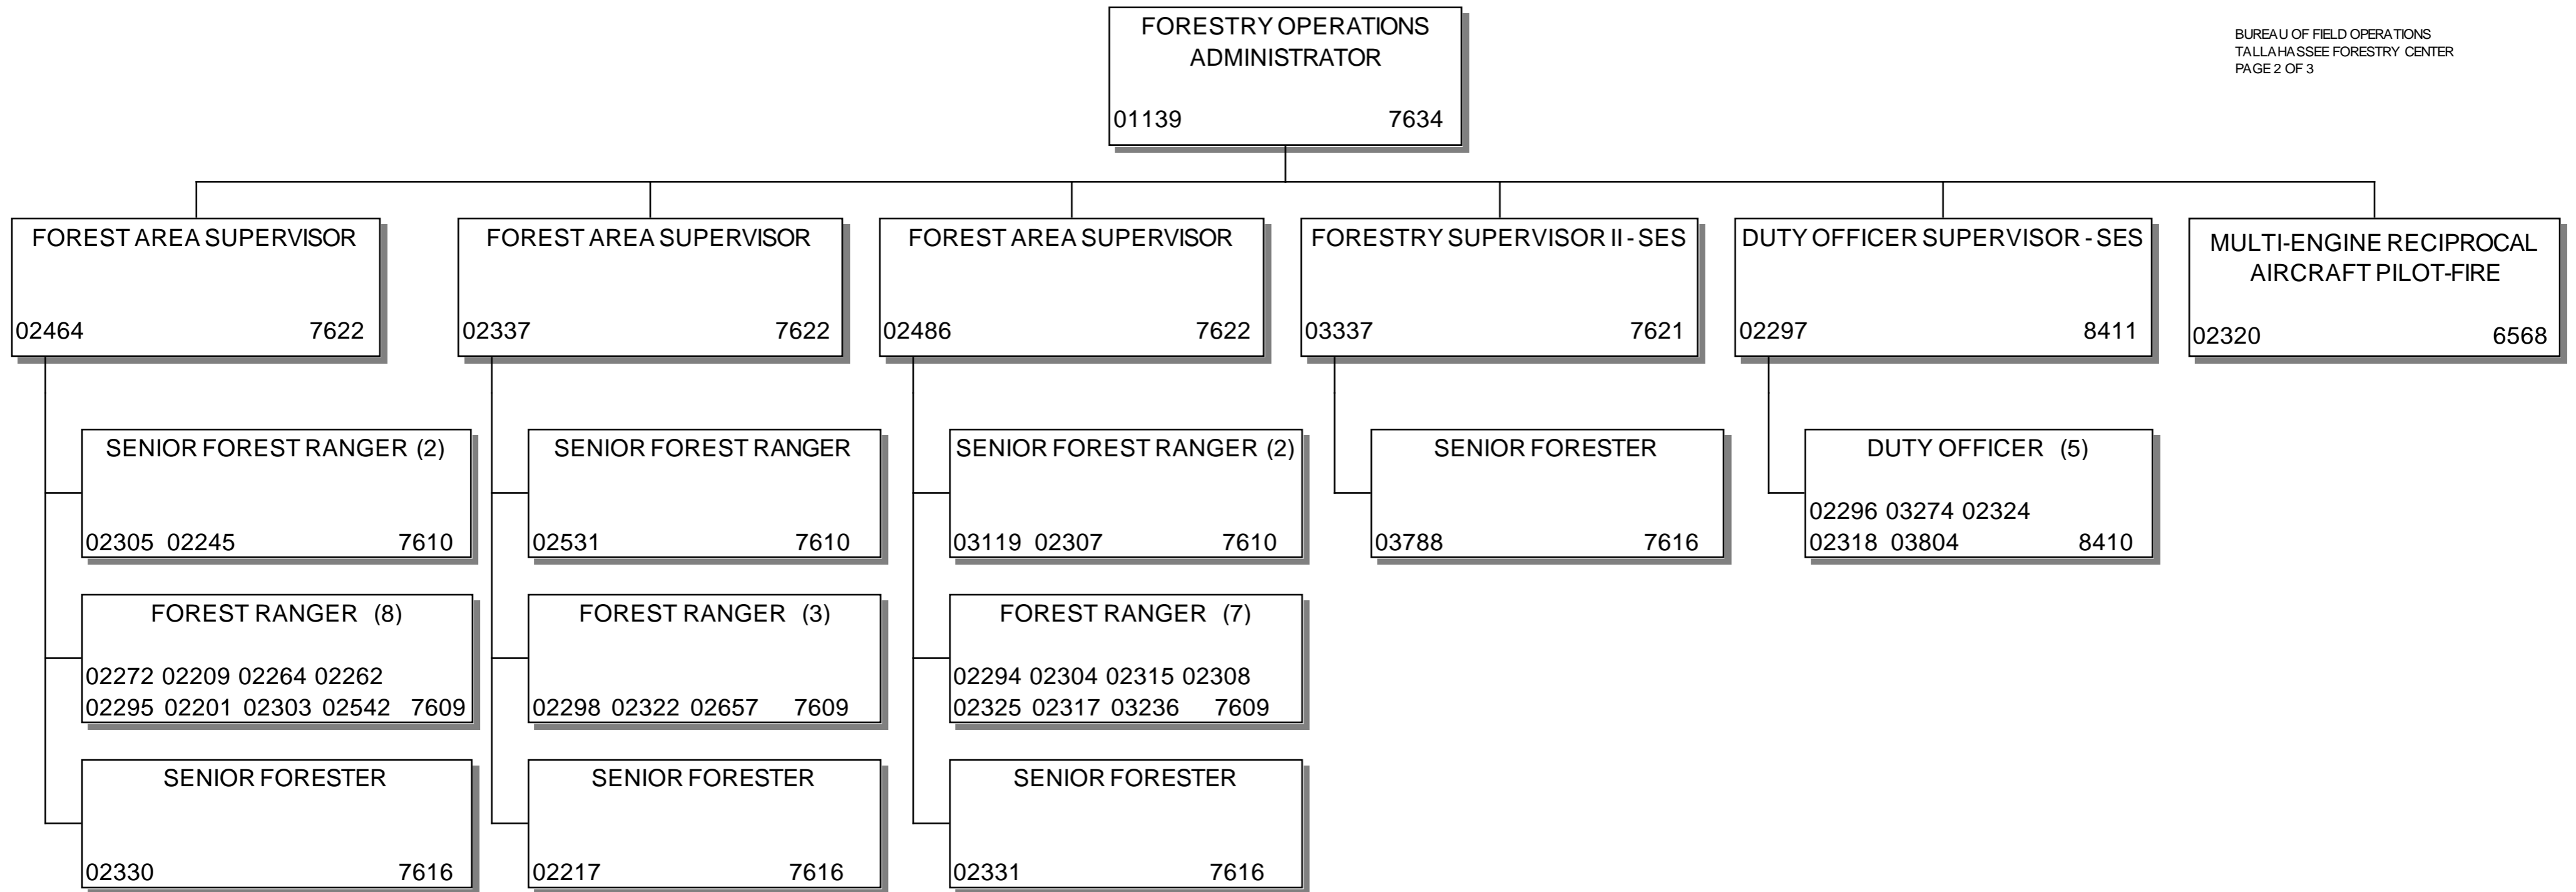 FORESTRY OPERATIONS
ADMINISTRATOR
01139 7634
BUREAU OF FIELD OPERATIONS
TALLAHASSEE FORESTRY CENTER
PAGE 2 OF 3
FOREST AREA SUPERVISOR
02464 7622
FOREST AREA SUPERVISOR
02337 7622
FOREST AREA SUPERVISOR
02486 7622
FORESTRY SUPERVISOR II - SES
03337 7621
DUTY OFFICER SUPERVISOR - SES
02297 8411
MULTI-ENGINE RECIPROCAL
AIRCRAFT PILOT-FIRE
02320 6568
SENIOR FOREST RANGER (2)
02305 02245 7610
SENIOR FOREST RANGER
02531 7610
SENIOR FOREST RANGER (2)
03119 02307 7610
SENIOR FORESTER
03788 7616
DUTY OFFICER (5)
02296 03274 02324
02318 03804 8410
FOREST RANGER (8)
02272 02209 02264 02262
02295 02201 02303 02542 7609
FOREST RANGER (3)
02298 02322 02657 7609
FOREST RANGER (7)
02294 02304 02315 02308
02325 02317 03236 7609
SENIOR FORESTER
02330 7616
SENIOR FORESTER
02217 7616
SENIOR FORESTER
02331 7616